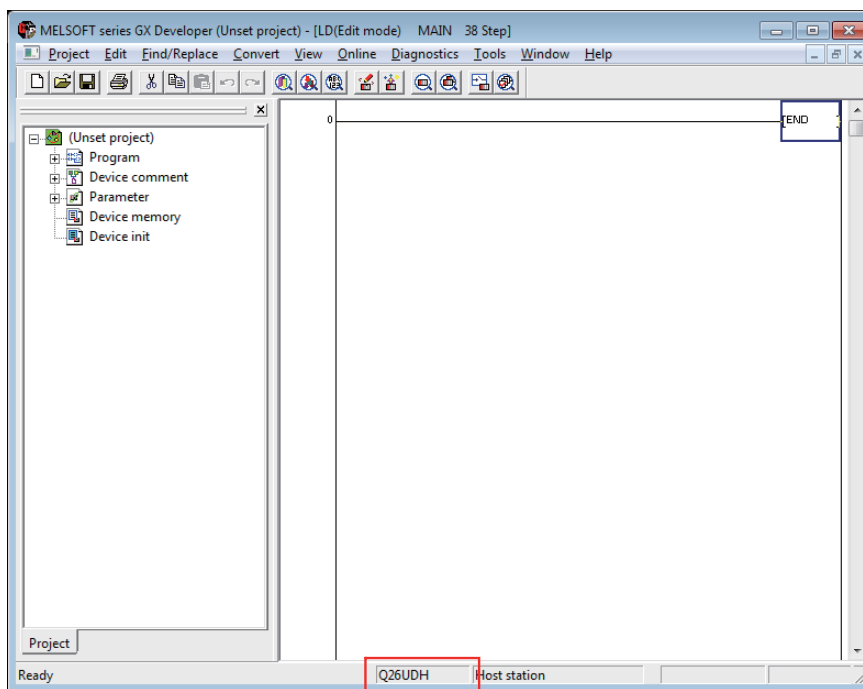 MELSOFT series GX Developer (Unset project) - [LD(Edit mode) MAIN 38 Step]
Project Edit Find/Replace Convert View Online Diagnostics Tools Window Help
0 [END ]
(Unset project)
Program
Device comment
Parameter
Device memory
Device init
Project
Ready Q26UDH Host station